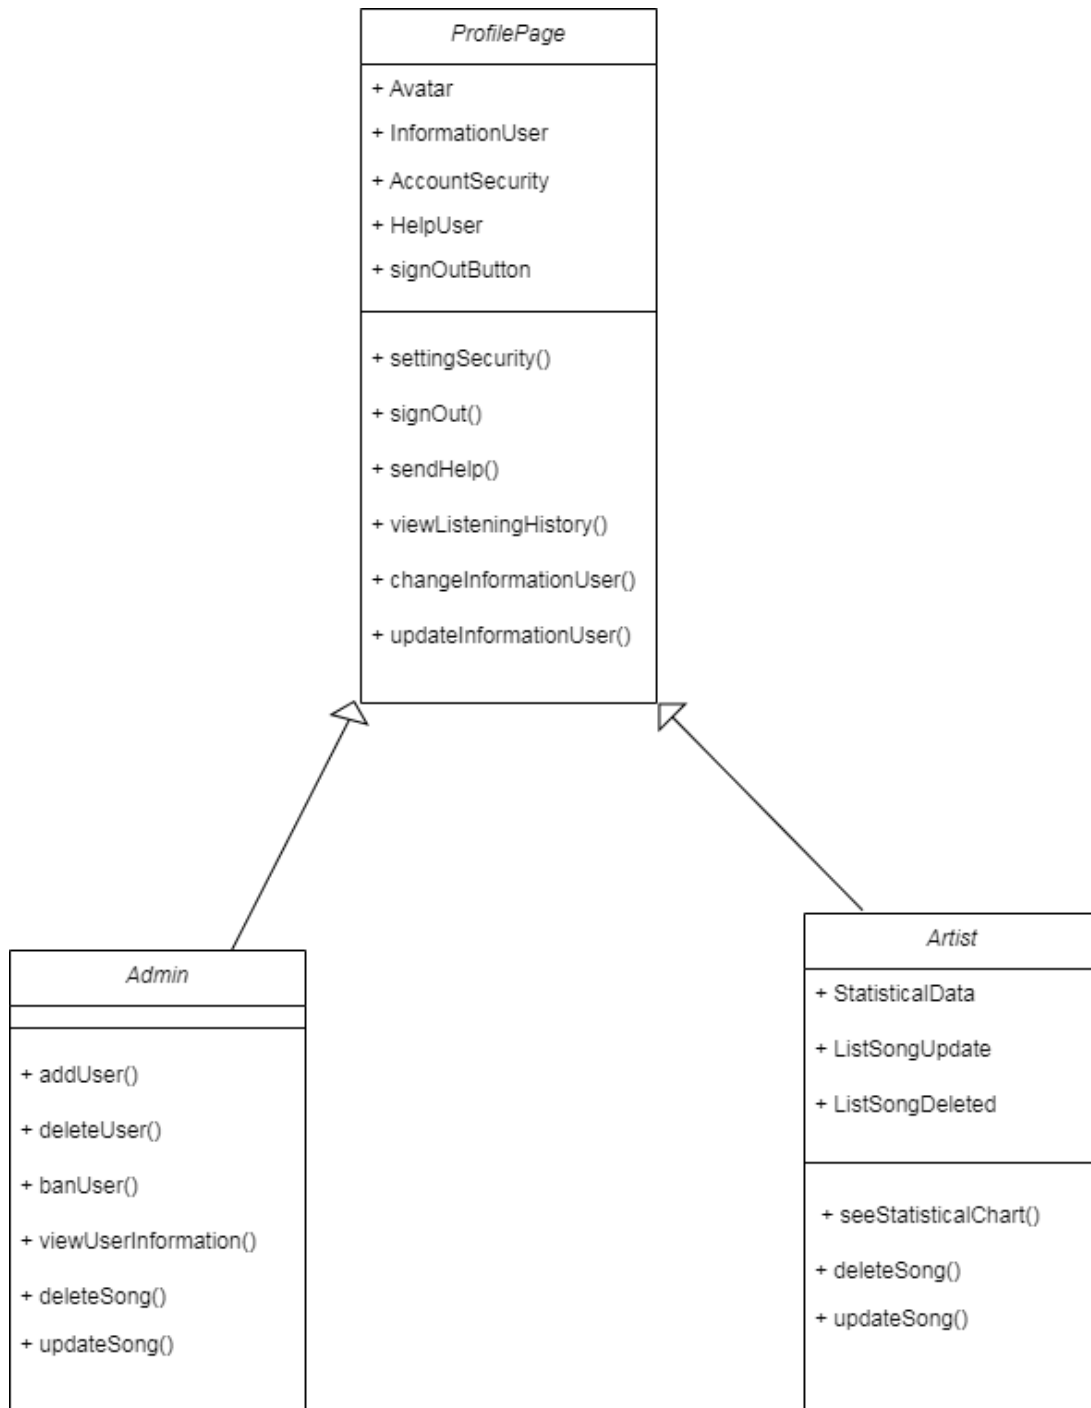 ProfilePage
+ Avatar
+ InformationUser
+ AccountSecurity
+ HelpUser
+ signOutButton
+ settingSecurity()
+ signOut()
+ sendHelp()
+ viewListeningHistory()
+ changeInformationUser()
+ updateInformationUser()
Admin
+ addUser()
+ deleteUser()
+ banUser()
+ viewUserInformation()
+ deleteSong()
+ updateSong()
Artist
+ StatisticalData
+ ListSongUpdate
+ ListSongDeleted
+ seeStatisticalChart()
+ deleteSong()
+ updateSong()